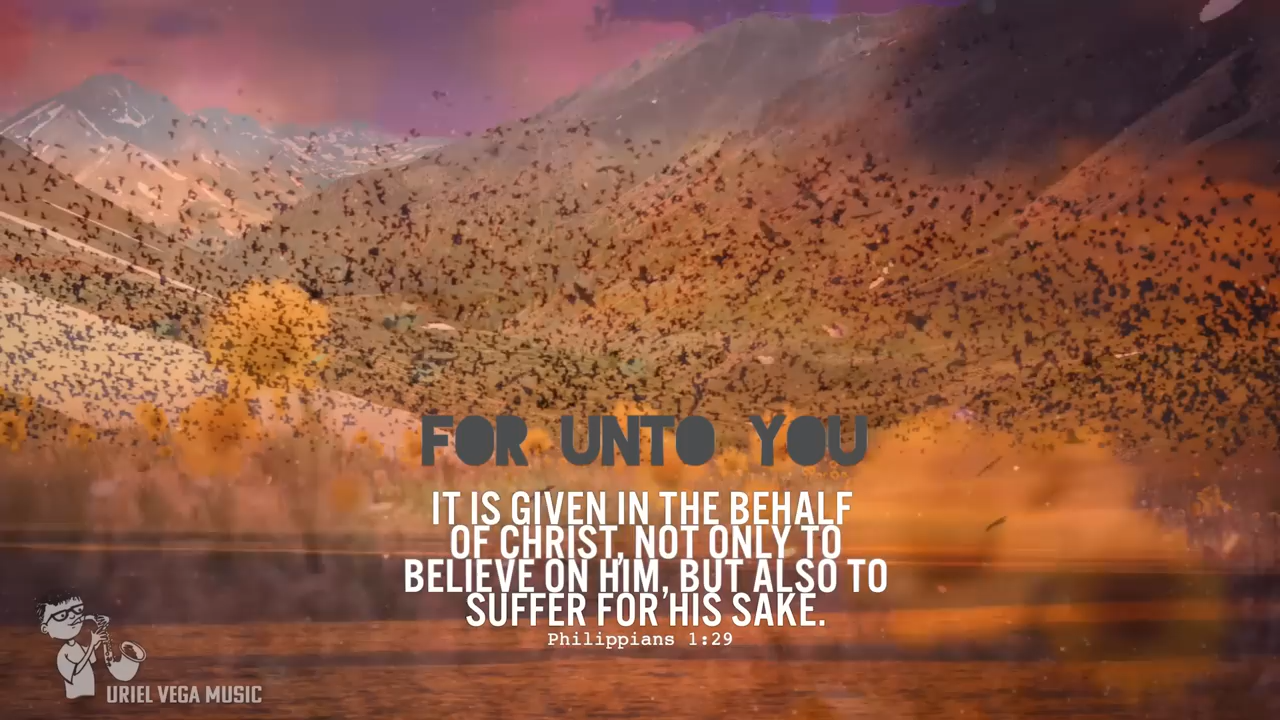 FOR UNTO YOU
IT IS GIVEN IN THE BEHALF
OF CHRIST, NOT ONLY TO
BELIEVE ON HIM, BUT ALSO TO
SUFFER FOR HIS SAKE.
Philippians 1:29
URIEL VEGA MUSIC